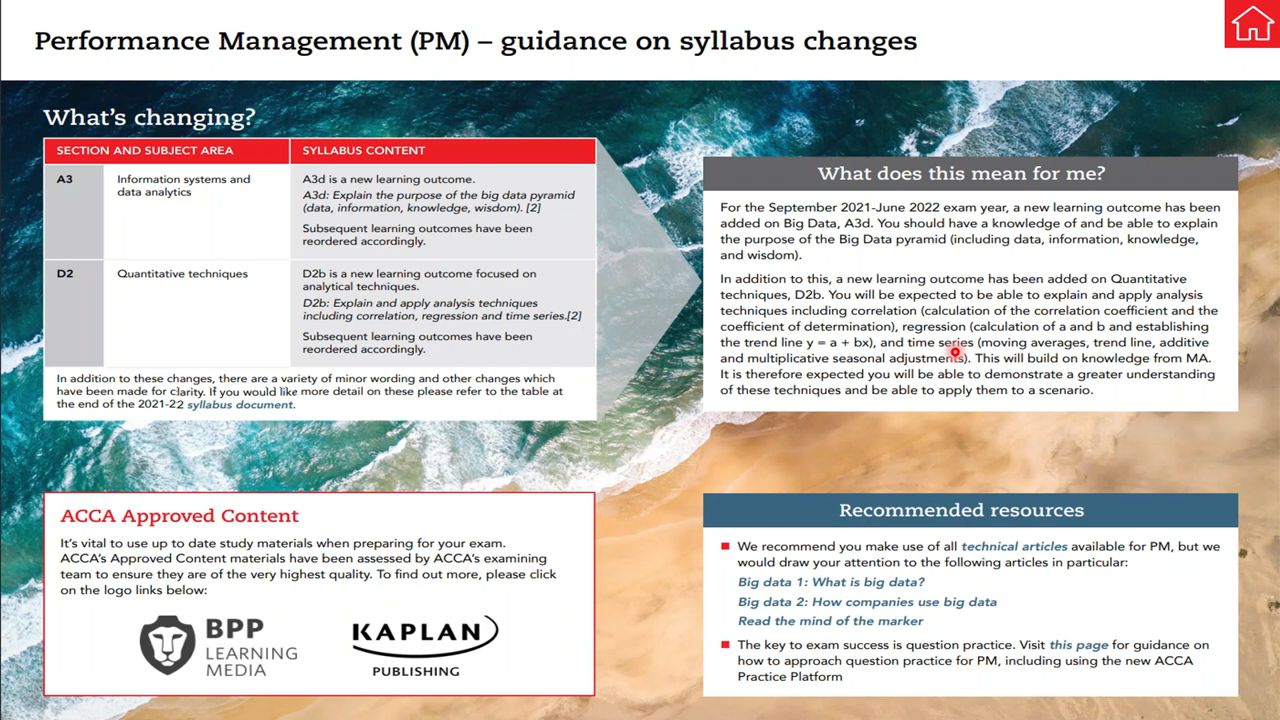 Performance Management (PM) – guidance on syllabus changes
What's changing?
SECTION AND SUBJECT AREA
SYLLABUS CONTENT
A3
Information systems and
data analytics
A3d is a new learning outcome.
A3d: Explain the purpose of the big data pyramid
(data, information, knowledge, wisdom). [2]
Subsequent learning outcomes have been
reordered accordingly.
D2
Quantitative techniques
D2b is a new learning outcome focused on
analytical techniques.
D2b: Explain and apply analysis techniques
including correlation, regression and time series.[2]
Subsequent learning outcomes have been
reordered accordingly.
In addition to these changes, there are a variety of minor wording and other changes which
have been made for clarity. If you would like more detail on these please refer to the table at
the end of the 2021-22 syllabus document.
What does this mean for me?
For the September 2021-June 2022 exam year, a new learning outcome has been
added on Big Data, A3d. You should have a knowledge of and be able to explain
the purpose of the Big Data pyramid (including data, information, knowledge,
and wisdom).
In addition to this, a new learning outcome has been added on Quantitative
techniques, D2b. You will be expected to be able to explain and apply analysis
techniques including correlation (calculation of the correlation coefficient and the
coefficient of determination), regression (calculation of a and b and establishing
the trend line y = a + bx), and time series (moving averages, trend line, additive
and multiplicative seasonal adjustments). This will build on knowledge from MA.
It is therefore expected you will be able to demonstrate a greater understanding
of these techniques and be able to apply them to a scenario.
ACCA Approved Content
It's vital to use up to date study materials when preparing for your exam.
ACCA's Approved Content materials have been assessed by ACCA's examining
team to ensure they are of the very highest quality. To find out more, please click
on the logo links below:
BPP
LEARNING
MEDIA
KAPLAN
PUBLISHING
Recommended resources
We recommend you make use of all technical articles available for PM, but we
would draw your attention to the following articles in particular:
Big data 1: What is big data?
Big data 2: How companies use big data
Read the mind of the marker
The key to exam success is question practice. Visit this page for guidance on
how to approach question practice for PM, including using the new ACCA
Practice Platform